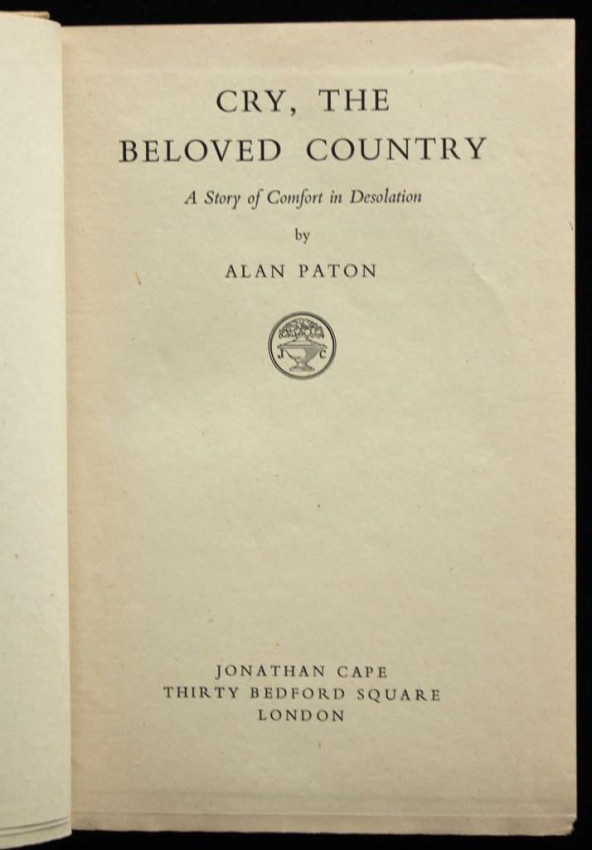 CRY, THE
BELOVED COUNTRY
A Story of Comfort in Desolation
by
ALAN PATON
J C
JONATHAN CAPE
THIRTY BEDFORD SQUARE
LONDON